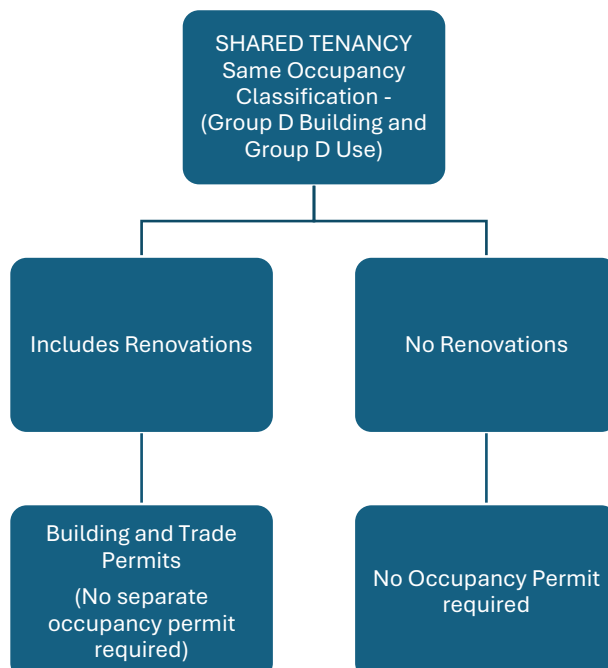 SHARED TENANCY
Same Occupancy
Classification -
(Group D Building and
Group D Use)
Includes Renovations
No Renovations
Building and Trade
Permits
(No separate
occupancy permit
required)
No Occupancy Permit
required